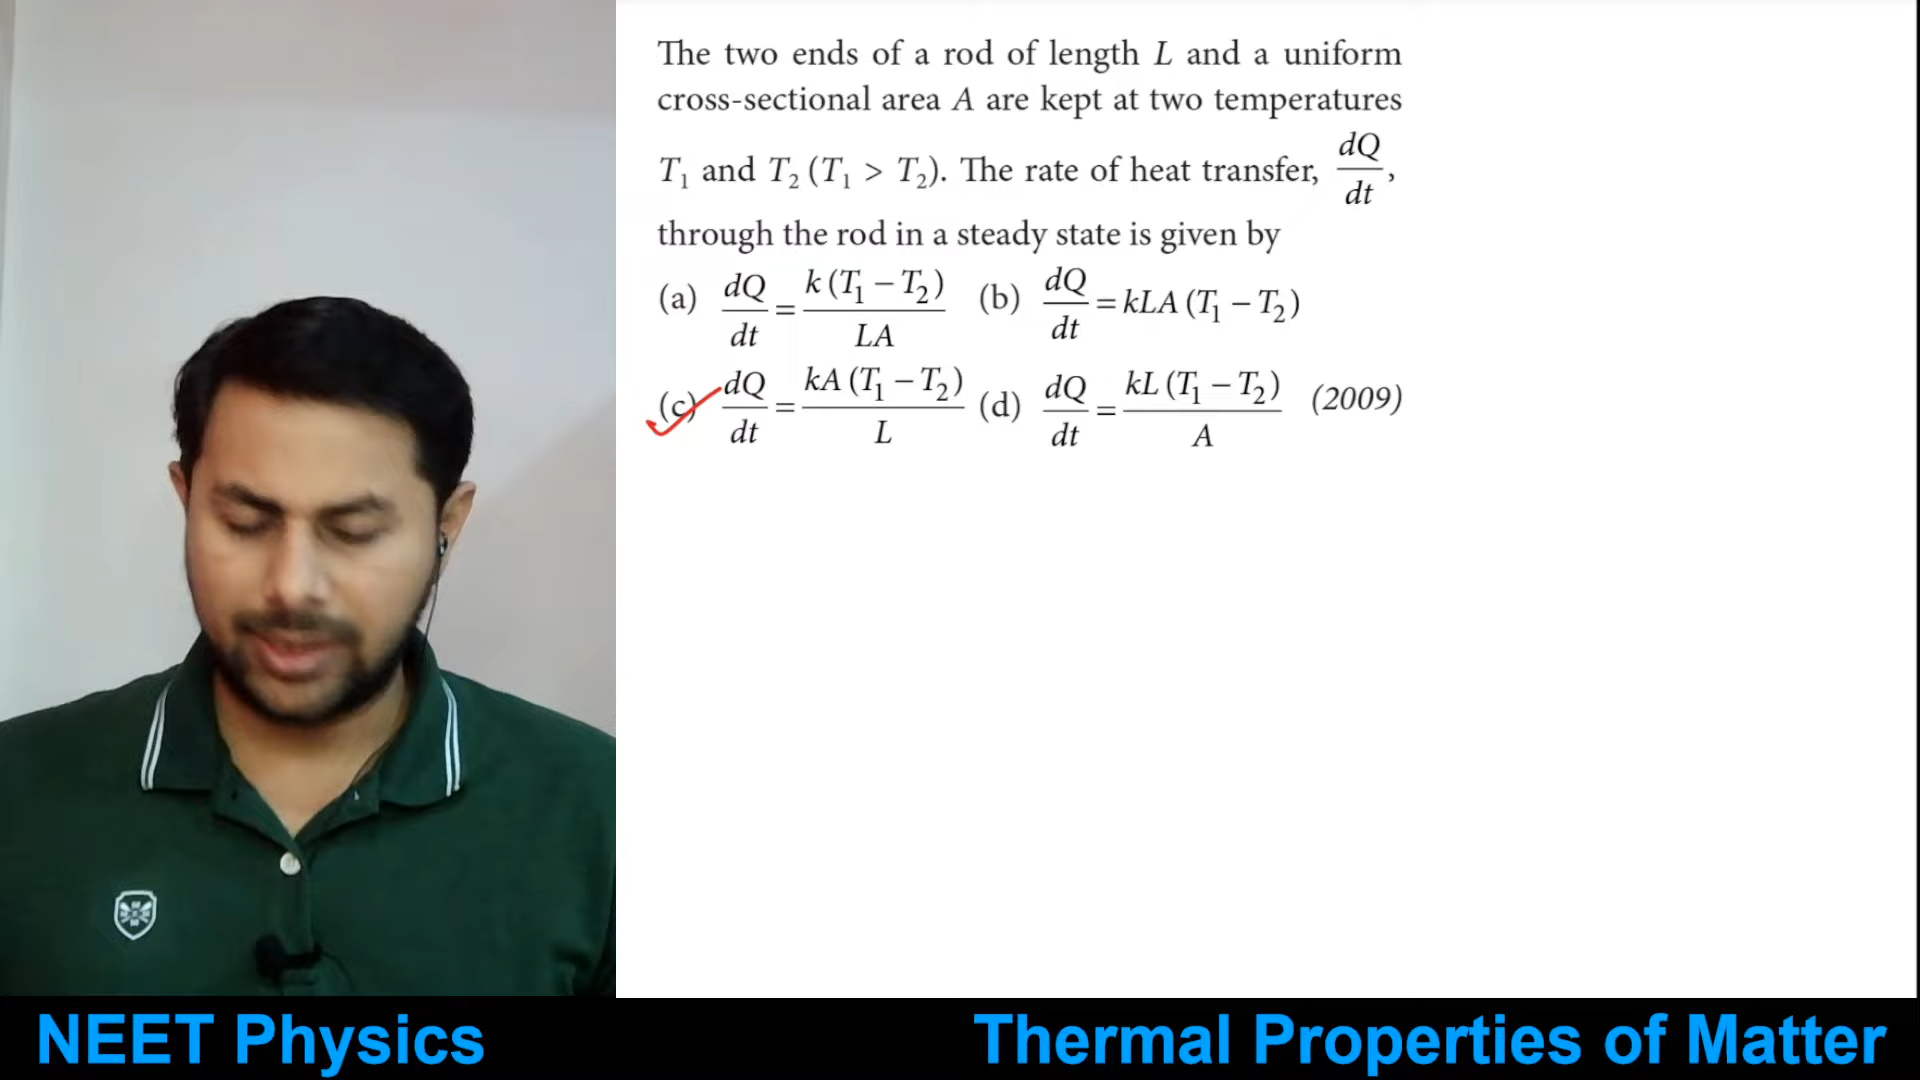 The two ends of a rod of length L and a uniform
cross-sectional area A are kept at two temperatures
T₁ and T₂ (T₁ > T₂). The rate of heat transfer, dQ/dt,
through the rod in a steady state is given by
(a) dQ/dt = k(T₁ − T₂)/LA (b) dQ/dt = kLA(T₁ − T₂)
(c) dQ/dt = kA(T₁ − T₂)/L (d) dQ/dt = kL(T₁ − T₂)/A (2009)
NEET Physics Thermal Properties of Matter